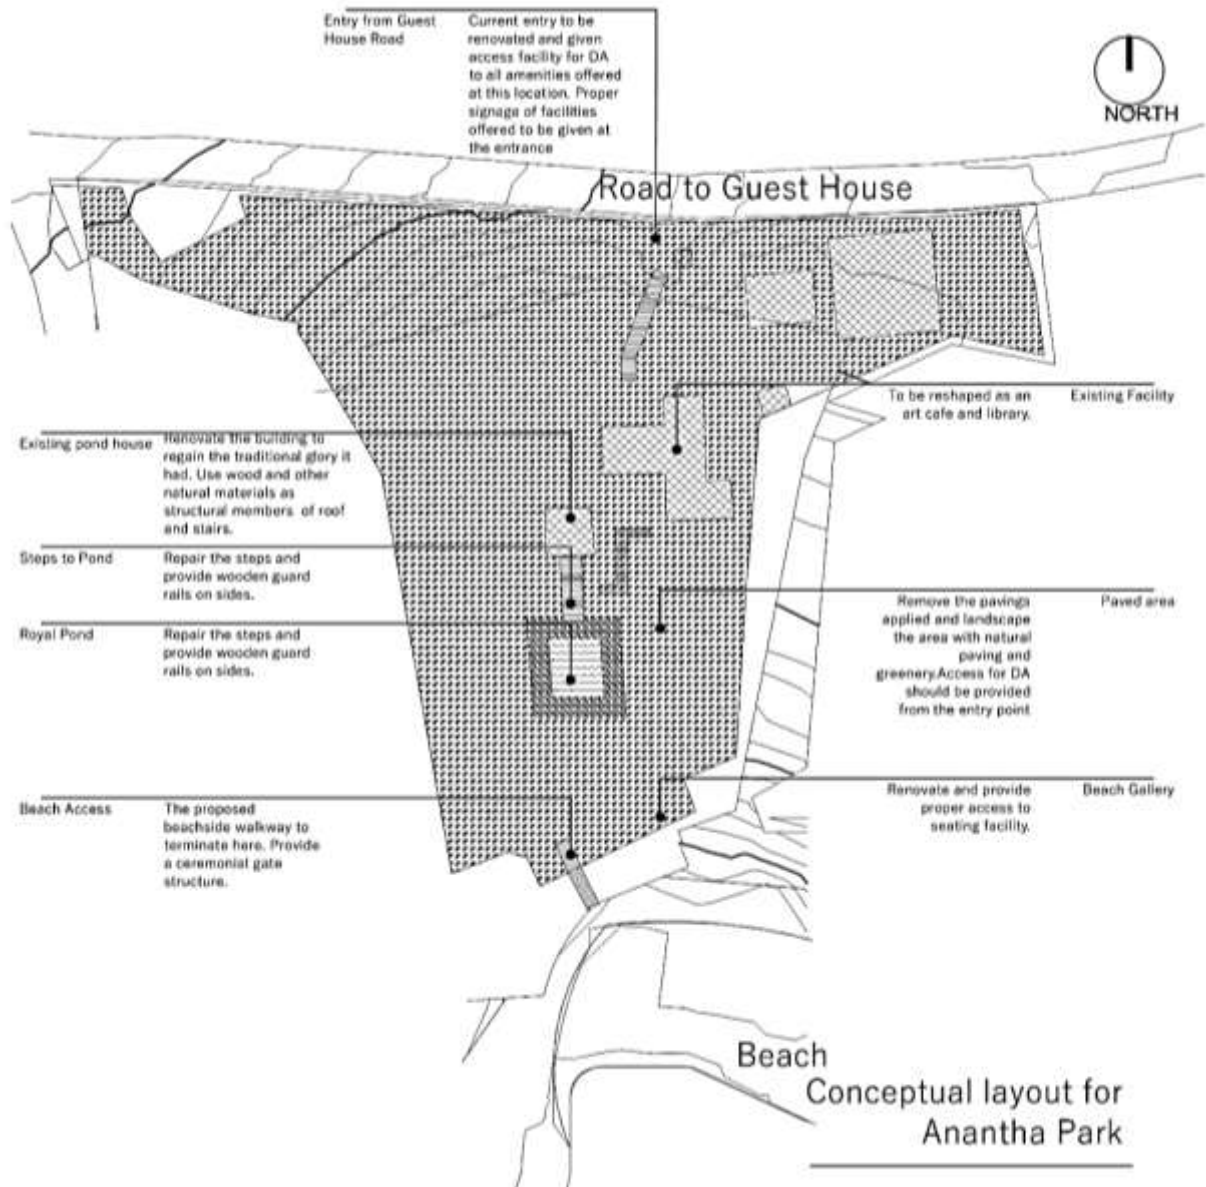 Entry from Guest
House Road
Current entry to be
renovated and given
access facility for DA
to all amenities offered
at this location. Proper
signage of facilities
offered to be given at
the entrance
NORTH
Road to Guest House
To be reshaped as an
art cafe and library.
Existing Facility
Existing pond house
Renovate the building to
regain the traditional glory it
had. Use wood and other
natural materials as
structural members of roof
and stairs.
Steps to Pond
Repair the steps and
provide wooden guard
rails on sides.
Remove the pavings
applied and landscape
the area with natural
paving and
greenery.Access for DA
should be provided
from the entry point
Paved area
Royal Pond
Repair the steps and
provide wooden guard
rails on sides.
Renovate and provide
proper access to
seating facility.
Beach Gallery
Beach Access
The proposed
beachside walkway to
terminate here. Provide
a ceremonial gate
structure.
Beach
Conceptual layout for
Anantha Park